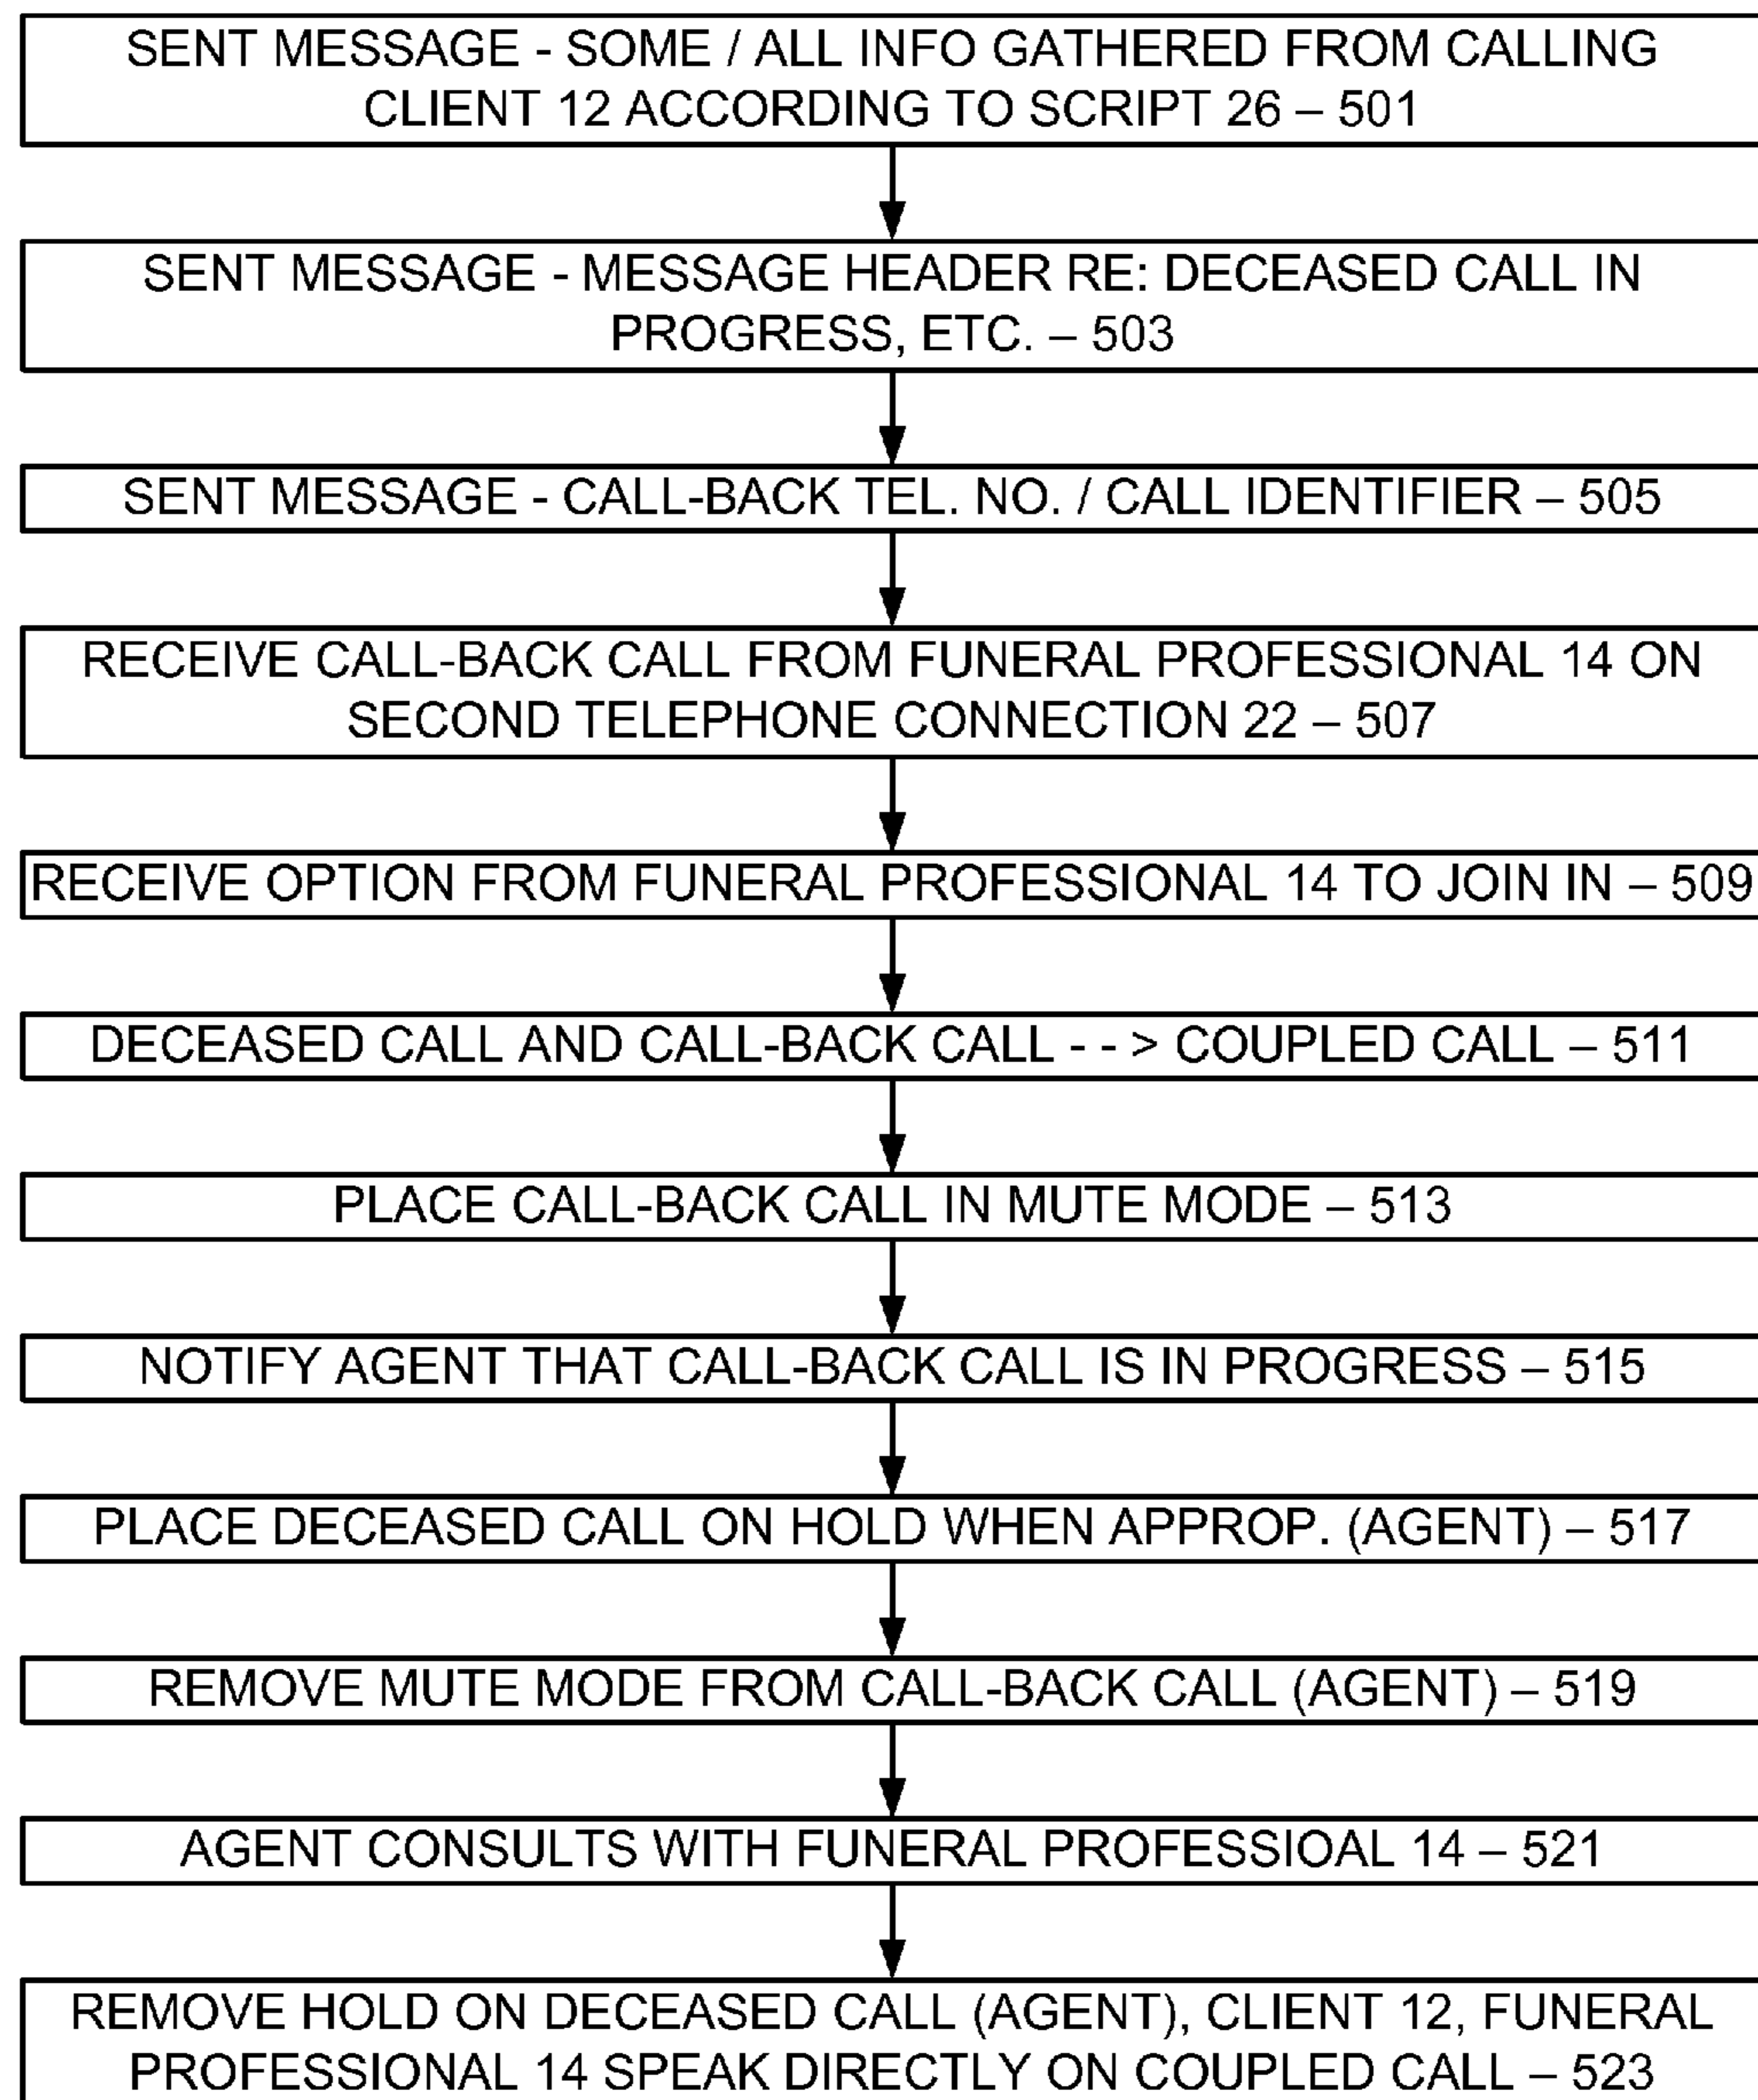 SENT MESSAGE - SOME / ALL INFO GATHERED FROM CALLING
CLIENT 12 ACCORDING TO SCRIPT 26 – 501
SENT MESSAGE - MESSAGE HEADER RE: DECEASED CALL IN
PROGRESS, ETC. – 503
SENT MESSAGE - CALL-BACK TEL. NO. / CALL IDENTIFIER – 505
RECEIVE CALL-BACK CALL FROM FUNERAL PROFESSIONAL 14 ON
SECOND TELEPHONE CONNECTION 22 – 507
RECEIVE OPTION FROM FUNERAL PROFESSIONAL 14 TO JOIN IN – 509
DECEASED CALL AND CALL-BACK CALL - - > COUPLED CALL – 511
PLACE CALL-BACK CALL IN MUTE MODE – 513
NOTIFY AGENT THAT CALL-BACK CALL IS IN PROGRESS – 515
PLACE DECEASED CALL ON HOLD WHEN APPROP. (AGENT) – 517
REMOVE MUTE MODE FROM CALL-BACK CALL (AGENT) – 519
AGENT CONSULTS WITH FUNERAL PROFESSIOAL 14 – 521
REMOVE HOLD ON DECEASED CALL (AGENT), CLIENT 12, FUNERAL
PROFESSIONAL 14 SPEAK DIRECTLY ON COUPLED CALL – 523